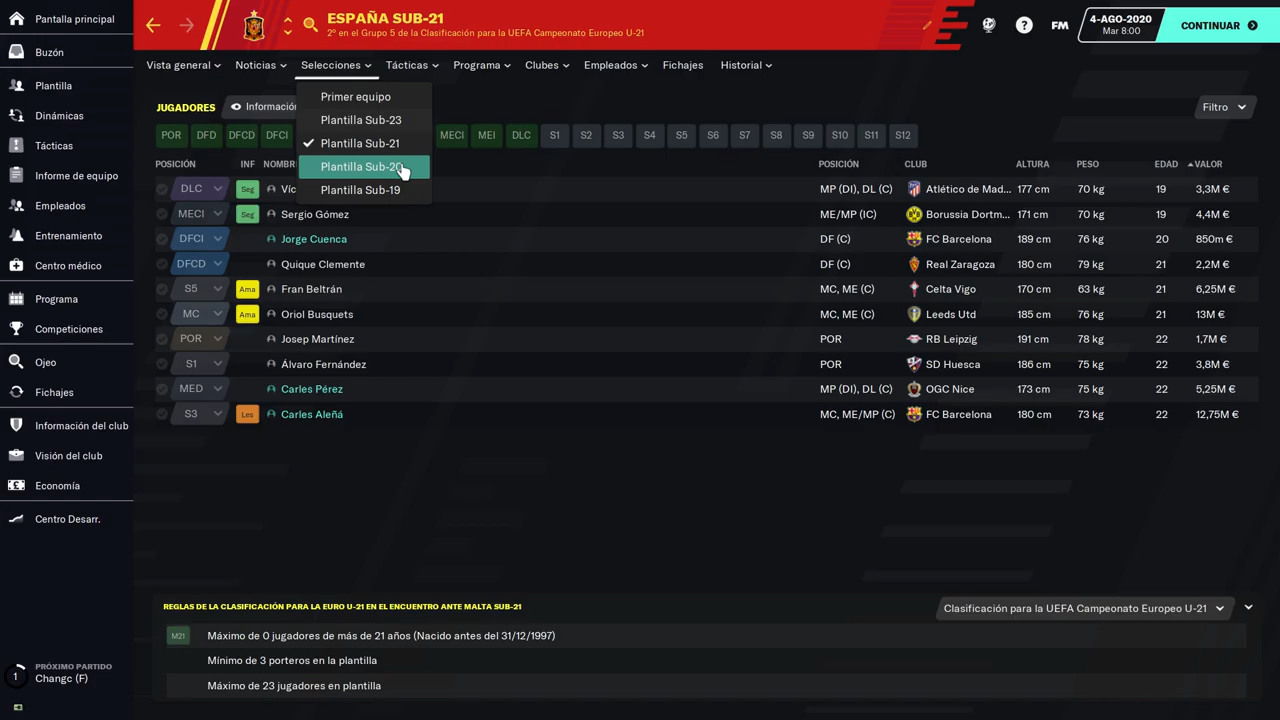 Pantalla principal
ESPAÑA SUB-21
2º en el Grupo 5 de la Clasificación para la UEFA Campeonato Europeo U-21
FM
4-AGO-2020
Mar 8:00
CONTINUAR
Buzón
Plantilla
Dinámicas
Tácticas
Informe de equipo
Empleados
Entrenamiento
Centro médico
Programa
Competiciones
Ojeo
Fichajes
Información del club
Visión del club
Economía
Centro Desarr.
PRÓXIMO PARTIDO
1 Changc (F)
Vista general Noticias Selecciones Tácticas Programa Clubes Empleados Fichajes Historial
Primer equipo
Plantilla Sub-23
Plantilla Sub-21
Plantilla Sub-20
Plantilla Sub-19
JUGADORES Informació Filtro
POR DFD DFCD DFCI MECI MEI DLC S1 S2 S3 S4 S5 S6 S7 S8 S9 S10 S11 S12
POSICIÓN INF NOMBR POSICIÓN CLUB ALTURA PESO EDAD VALOR
DLC Seg Víc MP (DI), DL (C) Atlético de Mad... 177 cm 70 kg 19 3,3M €
MECI Seg Sergio Gómez ME/MP (IC) Borussia Dortm... 171 cm 70 kg 19 4,4M €
DFCI Jorge Cuenca DF (C) FC Barcelona 189 cm 76 kg 20 850m €
DFCD Quique Clemente DF (C) Real Zaragoza 180 cm 79 kg 21 2,2M €
S5 Ama Fran Beltrán MC, ME (C) Celta Vigo 170 cm 63 kg 21 6,25M €
MC Ama Oriol Busquets MC, ME (C) Leeds Utd 185 cm 76 kg 21 13M €
POR Josep Martínez POR RB Leipzig 191 cm 78 kg 22 1,7M €
S1 Álvaro Fernández POR SD Huesca 186 cm 75 kg 22 3,8M €
MED Carles Pérez MP (DI), DL (C) OGC Nice 173 cm 75 kg 22 5,25M €
S3 Les Carles Aleñá MC, ME/MP (C) FC Barcelona 180 cm 73 kg 22 12,75M €
REGLAS DE LA CLASIFICACIÓN PARA LA EURO U-21 EN EL ENCUENTRO ANTE MALTA SUB-21
Clasificación para la UEFA Campeonato Europeo U-21
M21 Máximo de 0 jugadores de más de 21 años (Nacido antes del 31/12/1997)
Mínimo de 3 porteros en la plantilla
Máximo de 23 jugadores en plantilla